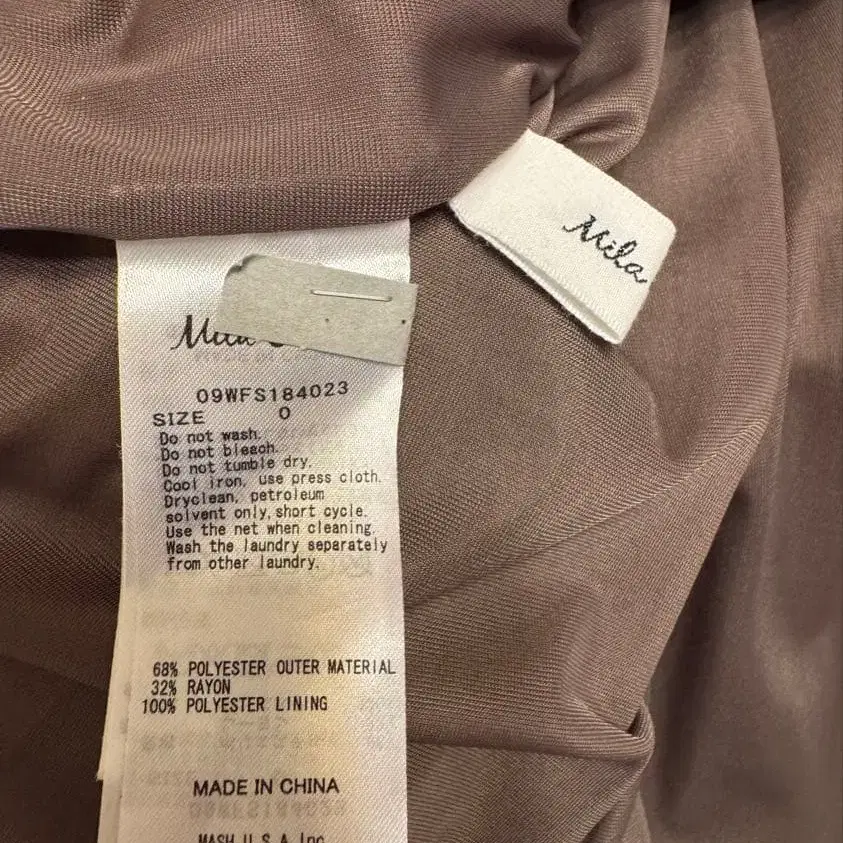 Mila
09WFS184023
SIZE 0
Do not wash.
Do not bleach.
Do not tumble dry.
Cool iron, use press cloth.
Dryclean, petroleum
solvent only, short cycle.
Use the net when cleaning.
Wash the laundry separately
from other laundry.
68% POLYESTER OUTER MATERIAL
32% RAYON
100% POLYESTER LINING
MADE IN CHINA
MASH U.S.A Inc